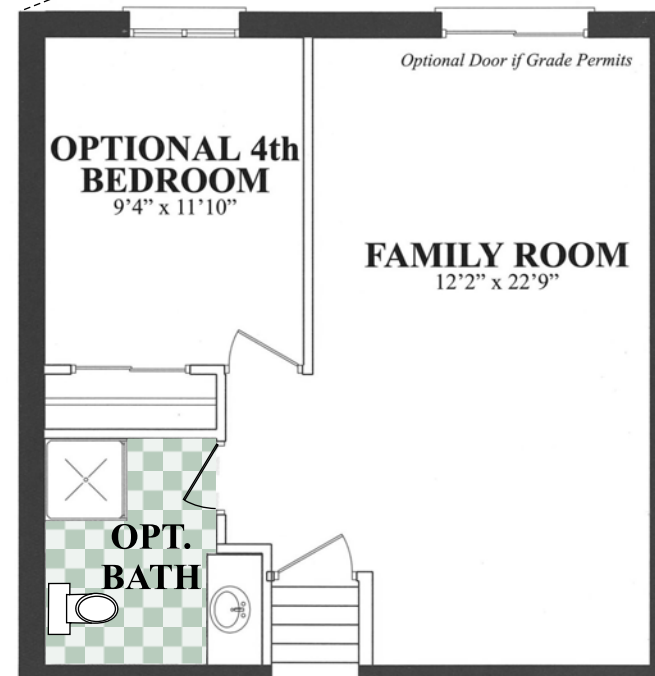 Optional Door if Grade Permits
OPTIONAL 4th
BEDROOM
9’4” x 11’10”
FAMILY ROOM
12’2” x 22’9”
OPT.
BATH